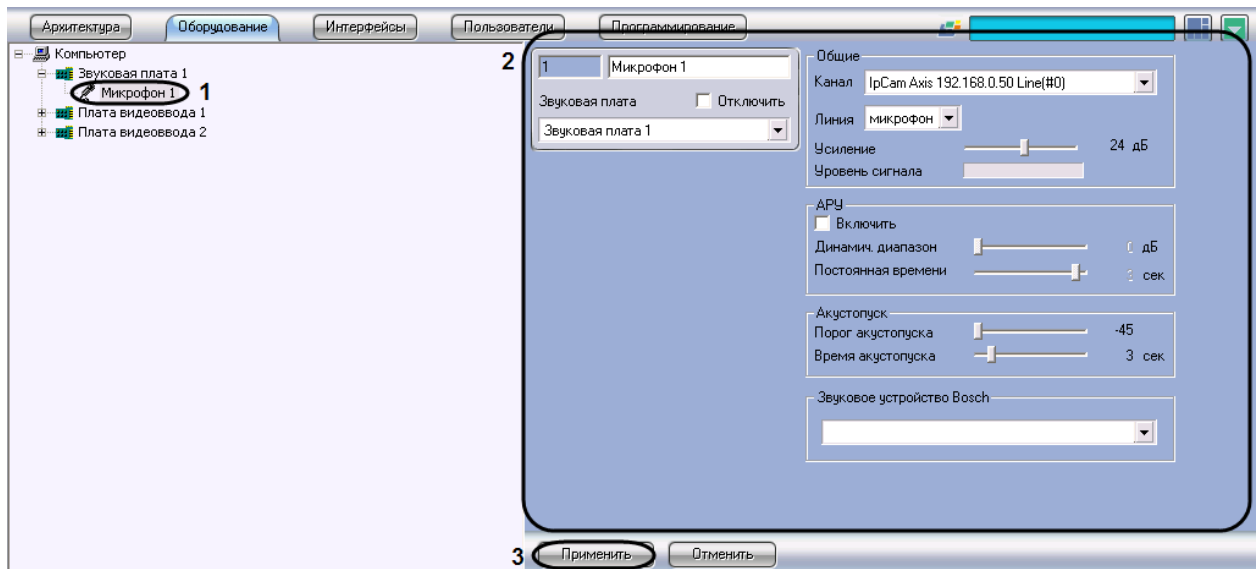 Архитектура Оборудование Интерфейсы Пользователи Программирование
Компьютер
Звуковая плата 1
Микрофон 1 1
Плата видеоввода 1
Плата видеоввода 2
2
1 Микрофон 1
Звуковая плата Отключить
Звуковая плата 1
Общие
Канал IpCam Axis 192.168.0.50 Line(#0)
Линия микрофон
Усиление 24 дБ
Уровень сигнала
АРУ
Включить
Динамич. диапазон дБ
Постоянная времени сек
Акустопуск
Порог акустопуска -45
Время акустопуска 3 сек
Звуковое устройство Bosch
3 Применить Отменить